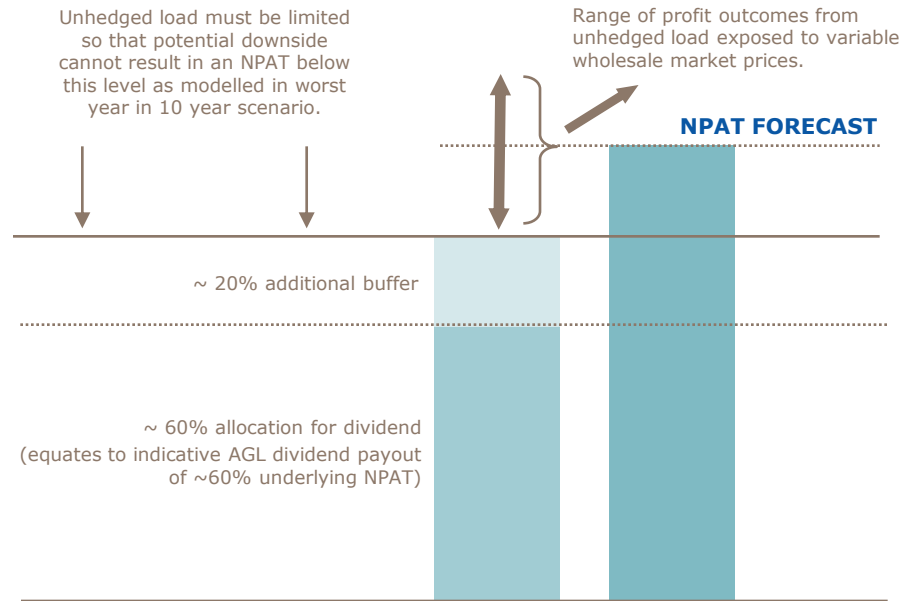 Unhedged load must be limited
so that potential downside
cannot result in an NPAT below
this level as modelled in worst
year in 10 year scenario.
Range of profit outcomes from
unhedged load exposed to variable
wholesale market prices.
NPAT FORECAST
~ 20% additional buffer
~ 60% allocation for dividend
(equates to indicative AGL dividend payout
of ~60% underlying NPAT)